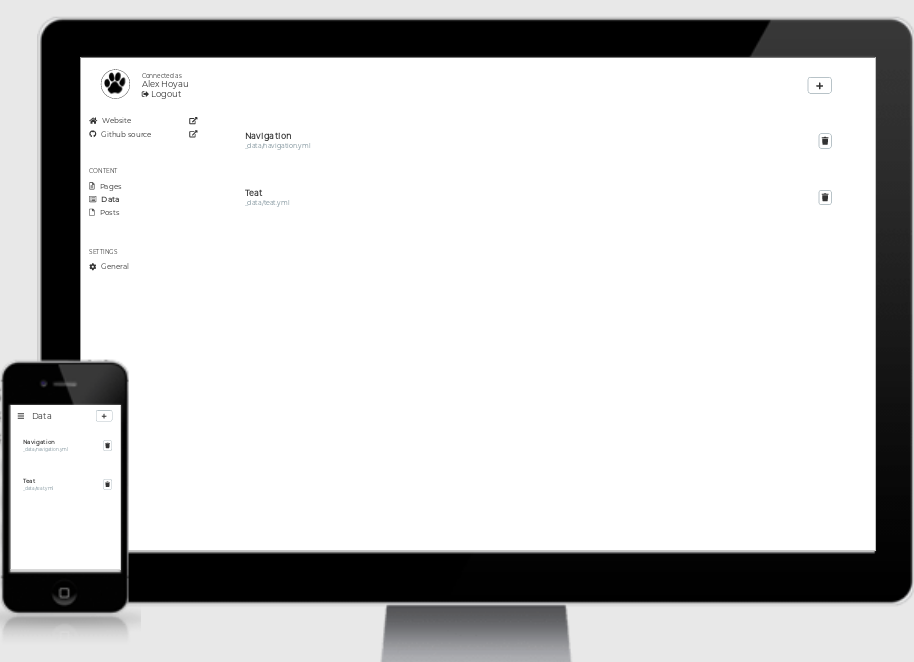 Connected as
Alex Hoyau
Logout
Website
Github source
CONTENT
Pages
Data
Posts
SETTINGS
General
+
Navigation
_data/navigation.yml
Teat
_data/teat.yml
Data
+
Navigation
_data/navigation.yml
Teat
_data/teat.yml